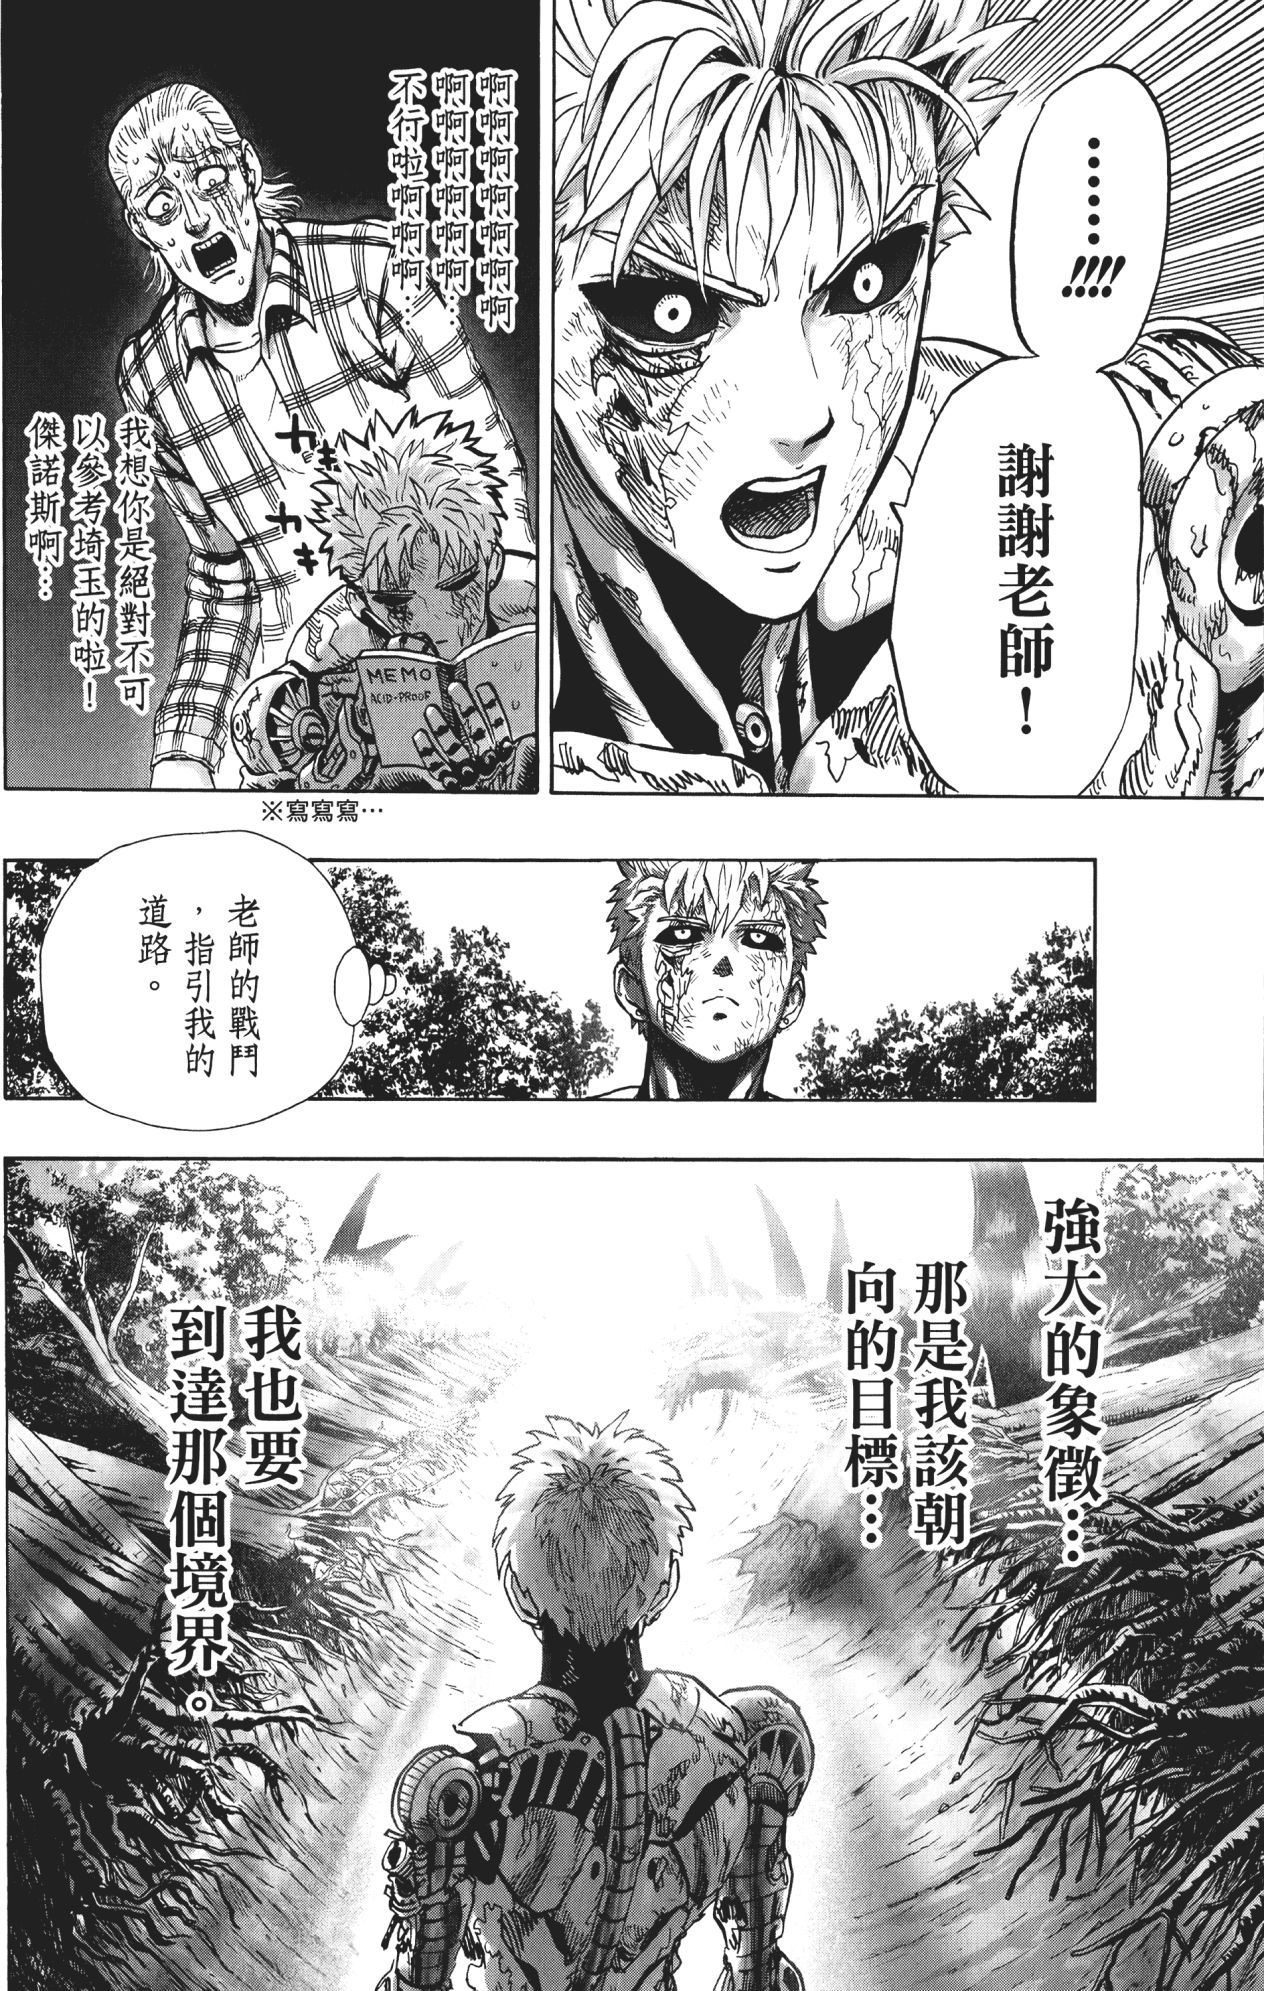 ……!!!!
謝謝老師！
啊啊啊啊啊啊啊
啊啊啊啊啊啊…
不行啦啊啊啊…
カキ
カキ
MEMO
ACID-PROOF
我想你是絕對不可
以參考埼玉的啦！
傑諾斯啊…
※寫寫寫…
老師的戰鬥
，指引我的
道路。
強大的象徵…
那是我該朝
向的目標…
我也要
到達那個境界。